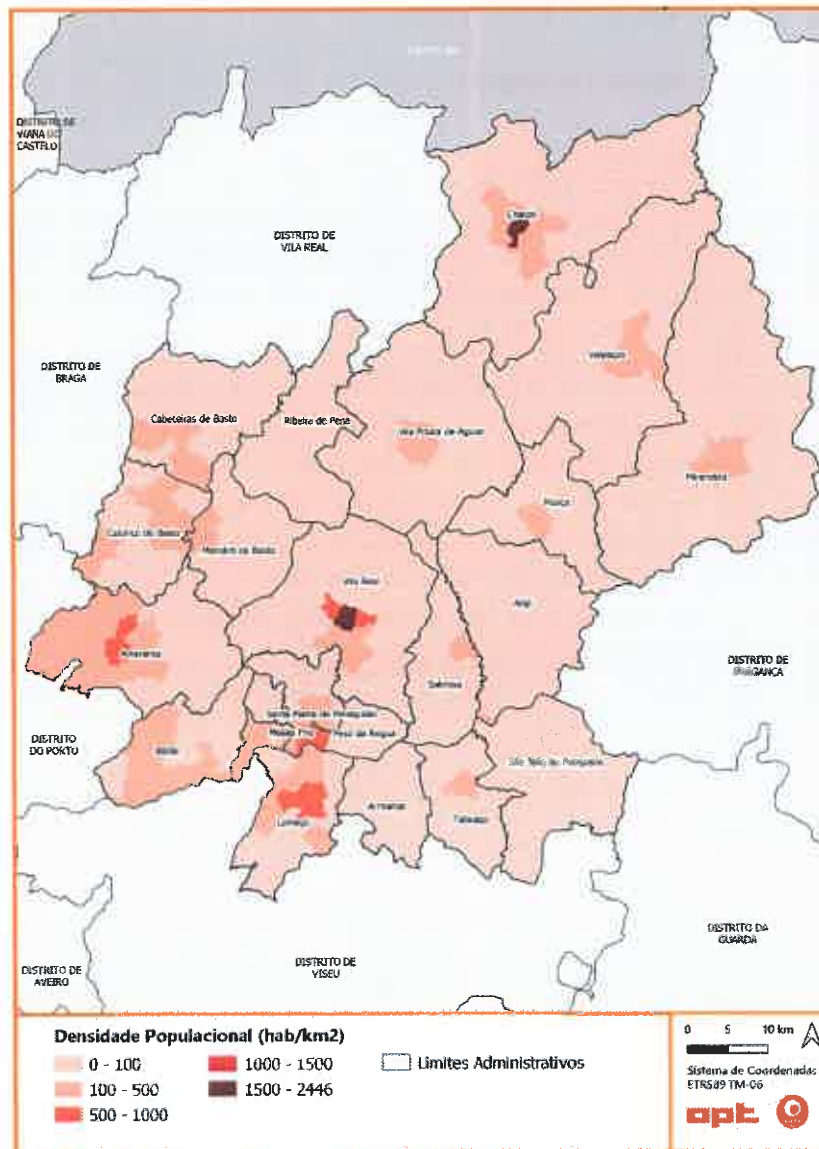 DISTRITO DE
VIANA DO
CASTELO
Chaves
DISTRITO DE
VILA REAL
Valpaços
DISTRITO DE
BRAGA
Cabeceiras de Basto
Ribeira de Pena
Vila Pouca de Aguiar
Mirandela
Murça
Celorico de Basto
Mondim de Basto
Vila Real
Alijó
Amarante
DISTRITO DE
BRAGANÇA
Sabrosa
Santa Marta de Penaguião
DISTRITO
DO PORTO
Baião
Mesão Frio
Peso da Régua
São João da Pesqueira
Armamar
Tabuaço
Lamego
DISTRITO DA
GUARDA
DISTRITO DE
VISEU
DISTRITO DE
AVEIRO
Densidade Populacional (hab/km2)
0 - 100
100 - 500
500 - 1000
1000 - 1500
1500 - 2446
Limites Administrativos
0 5 10 km
Sistema de Coordenadas
ETRS89 TM-06
opt